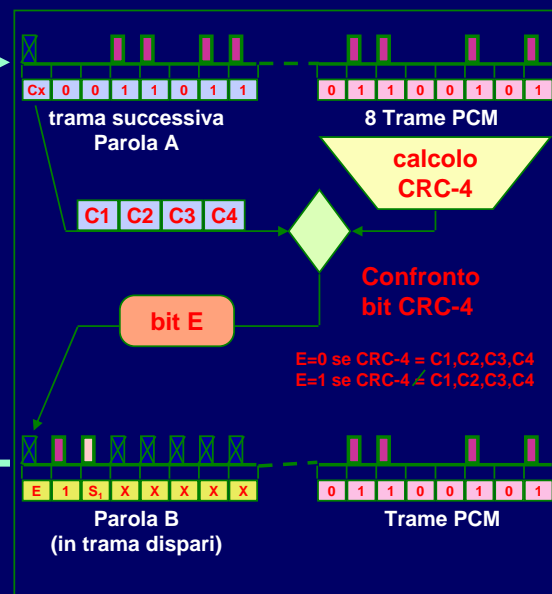 Cx 0 0 1 1 0 1 1
0 1 1 0 0 1 0 1
trama successiva
Parola A
8 Trame PCM
calcolo
CRC-4
C1 C2 C3 C4
Confronto
bit CRC-4
bit E
E=0 se CRC-4 = C1,C2,C3,C4
E=1 se CRC-4 ≠ C1,C2,C3,C4
E 1 S₁ X X X X X
0 1 1 0 0 1 0 1
Parola B
(in trama dispari)
Trame PCM